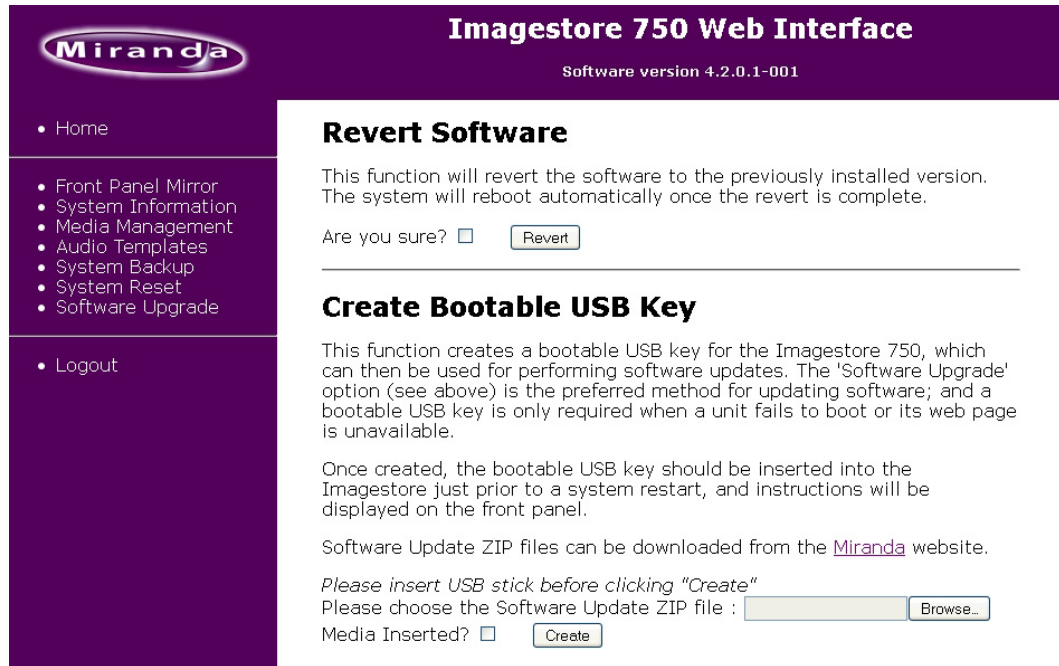 Miranda
Imagestore 750 Web Interface
Software version 4.2.0.1-001
• Home
• Front Panel Mirror
• System Information
• Media Management
• Audio Templates
• System Backup
• System Reset
• Software Upgrade
• Logout
Revert Software
This function will revert the software to the previously installed version.
The system will reboot automatically once the revert is complete.
Are you sure? Revert
Create Bootable USB Key
This function creates a bootable USB key for the Imagestore 750, which
can then be used for performing software updates. The 'Software Upgrade'
option (see above) is the preferred method for updating software; and a
bootable USB key is only required when a unit fails to boot or its web page
is unavailable.
Once created, the bootable USB key should be inserted into the
Imagestore just prior to a system restart, and instructions will be
displayed on the front panel.
Software Update ZIP files can be downloaded from the Miranda website.
Please insert USB stick before clicking "Create"
Please choose the Software Update ZIP file : Browse...
Media Inserted? Create